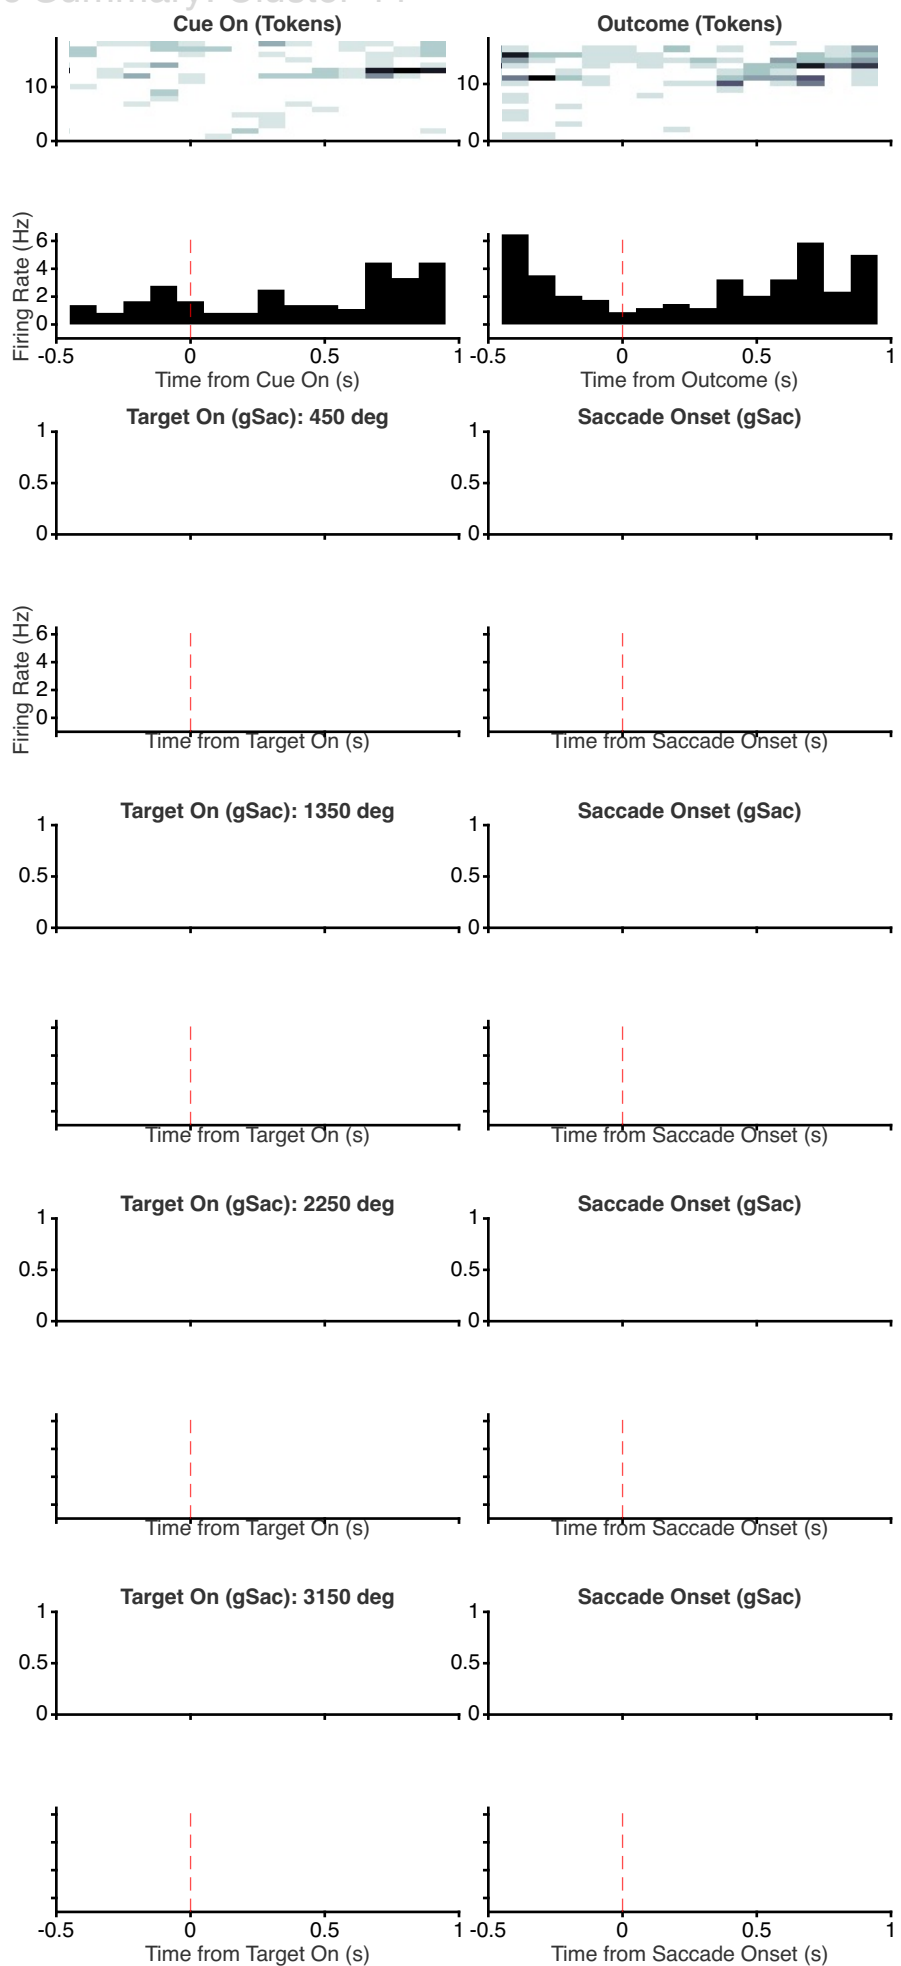 Summary: Cluster
Cue On (Tokens)
Outcome (Tokens)
10
0
10
0
Firing Rate (Hz)
6
4
2
0
-0.5
0
0.5
1
Time from Cue On (s)
-0.5
0
0.5
1
Time from Outcome (s)
Target On (gSac): 450 deg
Saccade Onset (gSac)
1
0.5
0
1
0.5
0
Firing Rate (Hz)
6
4
2
0
Time from Target On (s)
Time from Saccade Onset (s)
Target On (gSac): 1350 deg
Saccade Onset (gSac)
1
0.5
0
1
0.5
0
Time from Target On (s)
Time from Saccade Onset (s)
Target On (gSac): 2250 deg
Saccade Onset (gSac)
1
0.5
0
1
0.5
0
Time from Target On (s)
Time from Saccade Onset (s)
Target On (gSac): 3150 deg
Saccade Onset (gSac)
1
0.5
0
1
0.5
0
-0.5
0
0.5
1
Time from Target On (s)
-0.5
0
0.5
1
Time from Saccade Onset (s)